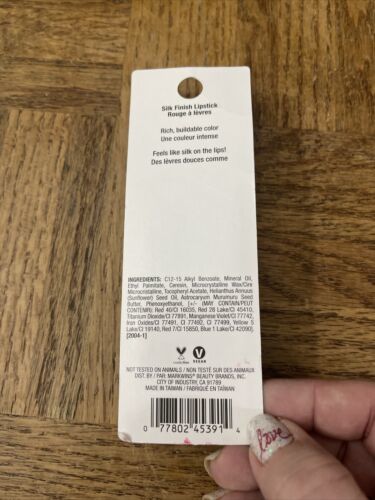 Silk Finish Lipstick
Rouge à lèvres
Rich, buildable color
Une couleur intense
Feels like silk on the lips!
Des lèvres douces comme
INGREDIENTS: C12-15 Alkyl Benzoate, Mineral Oil,
Ethyl Palmitate, Ceresin, Microcrystalline Wax/Cire
Microcristalline, Tocopheryl Acetate, Helianthus Annuus
(Sunflower) Seed Oil, Astrocaryum Murumuru Seed
Butter, Phenoxyethanol, [+/- (MAY CONTAIN/PEUT
CONTENIR): Red 40/CI 16035, Red 28 Lake/CI 45410,
Titanium Dioxide/CI 77891, Manganese Violet/CI 77742,
Iron Oxides/CI 77491, CI 77492, CI 77499, Yellow 5
Lake/CI 19140, Red 7/CI 15850, Blue 1 Lake/CI 42090].
[2004-1]
VEGAN
NOT TESTED ON ANIMALS / NON TESTÉ SUR DES ANIMAUX
DIST. BY / PAR: MARKWINS® BEAUTY BRANDS, INC.
CITY OF INDUSTRY, CA 91789
MADE IN TAIWAN / FABRIQUÉ EN TAÏWAN
0 77802 45391 4
love